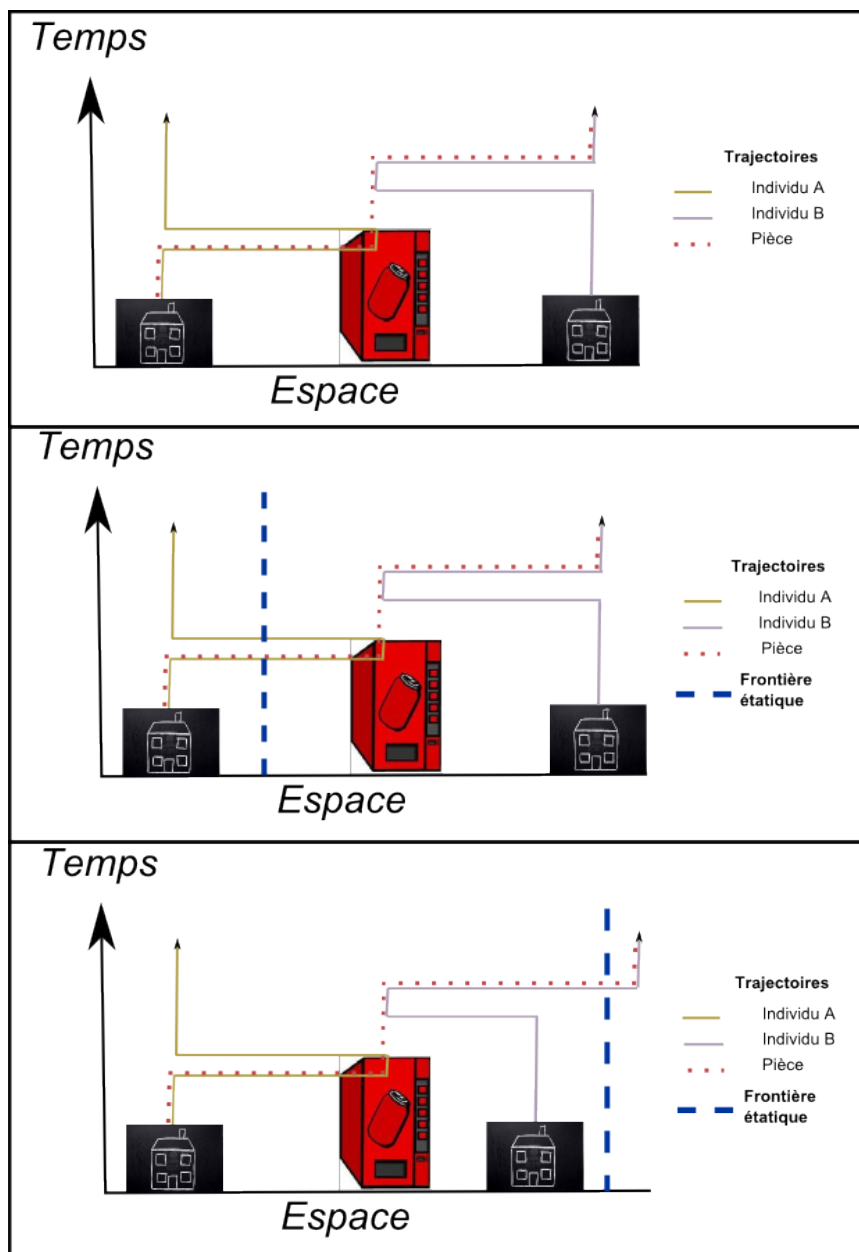 Temps
Trajectoires
Individu A
Individu B
Pièce
Espace
Temps
Trajectoires
Individu A
Individu B
Pièce
Frontière
étatique
Espace
Temps
Trajectoires
Individu A
Individu B
Pièce
Frontière
étatique
Espace